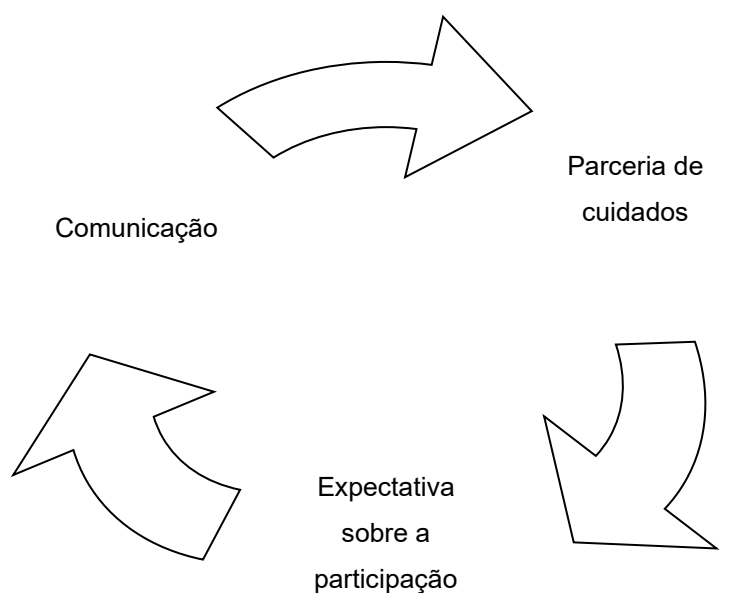 Parceria de
cuidados
Comunicação
Expectativa
sobre a
participação